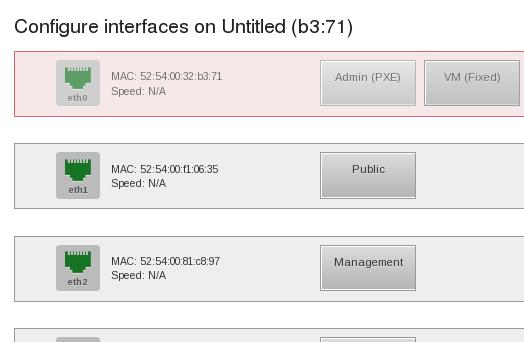 Configure interfaces on Untitled (b3:71)
MAC: 52:54:00:32:b3:71
Speed: N/A
eth0
Admin (PXE)
VM (Fixed)
MAC: 52:54:00:f1:06:35
Speed: N/A
eth1
Public
MAC: 52:54:00:81:c8:97
Speed: N/A
eth2
Management